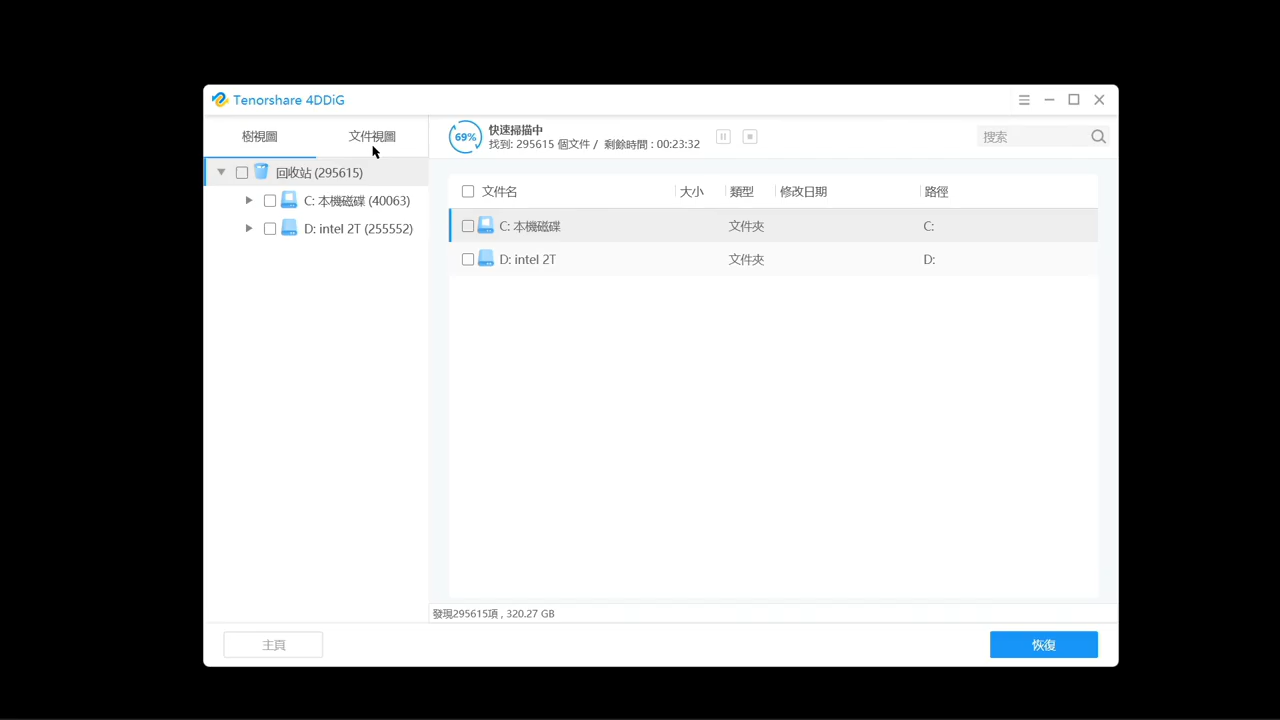 Tenorshare 4DDiG
樹視圖 文件視圖
69% 快速掃描中
找到: 295615 個文件 / 剩餘時間 : 00:23:32
搜索
回收站 (295615)
C: 本機磁碟 (40063)
D: intel 2T (255552)
文件名 大小 類型 修改日期 路徑
C: 本機磁碟 文件夾 C:
D: intel 2T 文件夾 D:
發現295615項 , 320.27 GB
主頁 恢復